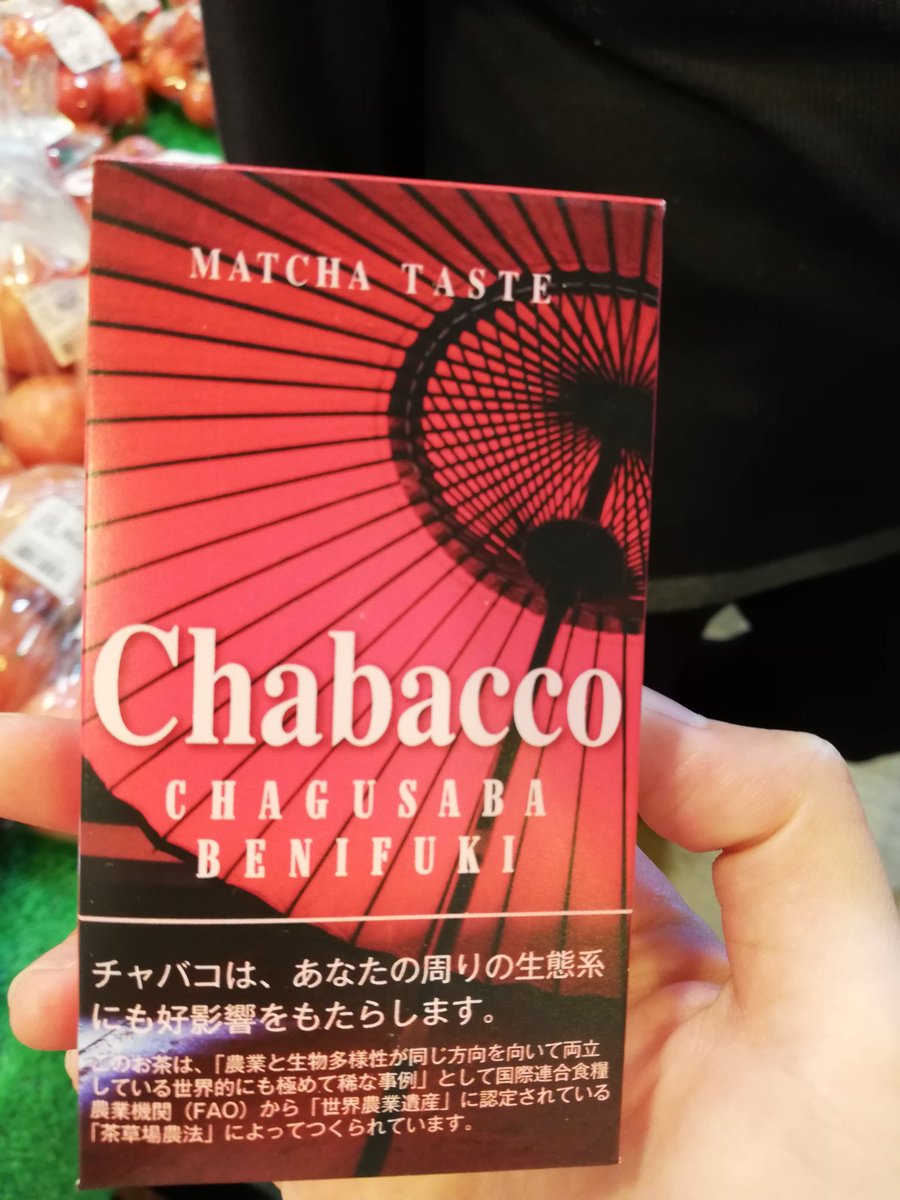 MATCHA TASTE
Chabacco
CHAGUSABA
BENIFUKI
チャバコは、あなたの周りの生態系
にも好影響をもたらします。
このお茶は、「農業と生物多様性が同じ方向を向いて両立
している世界的にも極めて稀な事例」として国際連合食糧
農業機関（FAO）から「世界農業遺産」に認定されている
「茶草場農法」によってつくられています。